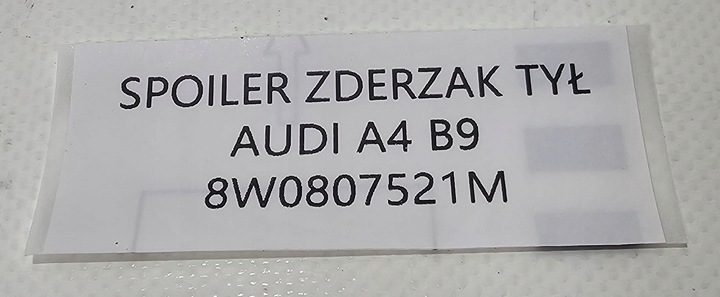 SPOILER ZDERZAK TYŁ
AUDI A4 B9
8W0807521M